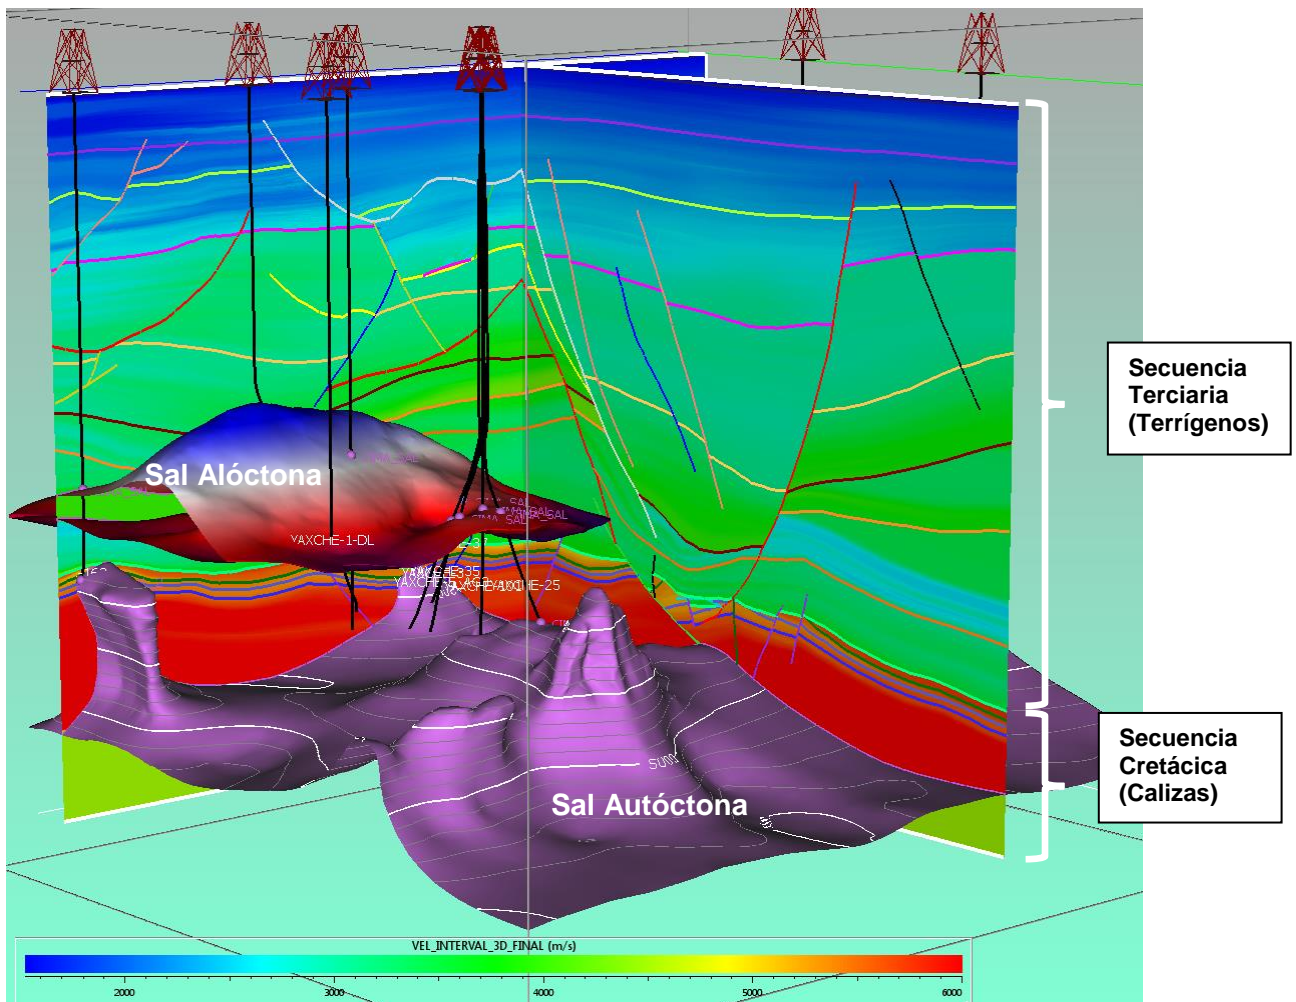 Secuencia
Terciaria
(Terrígenos)
Sal Alóctona
YAXCHE-1-DL
Secuencia
Cretácica
(Calizas)
Sal Autóctona
VEL_INTERVAL_3D_FINAL (m/s)
2000 3000 4000 5000 6000